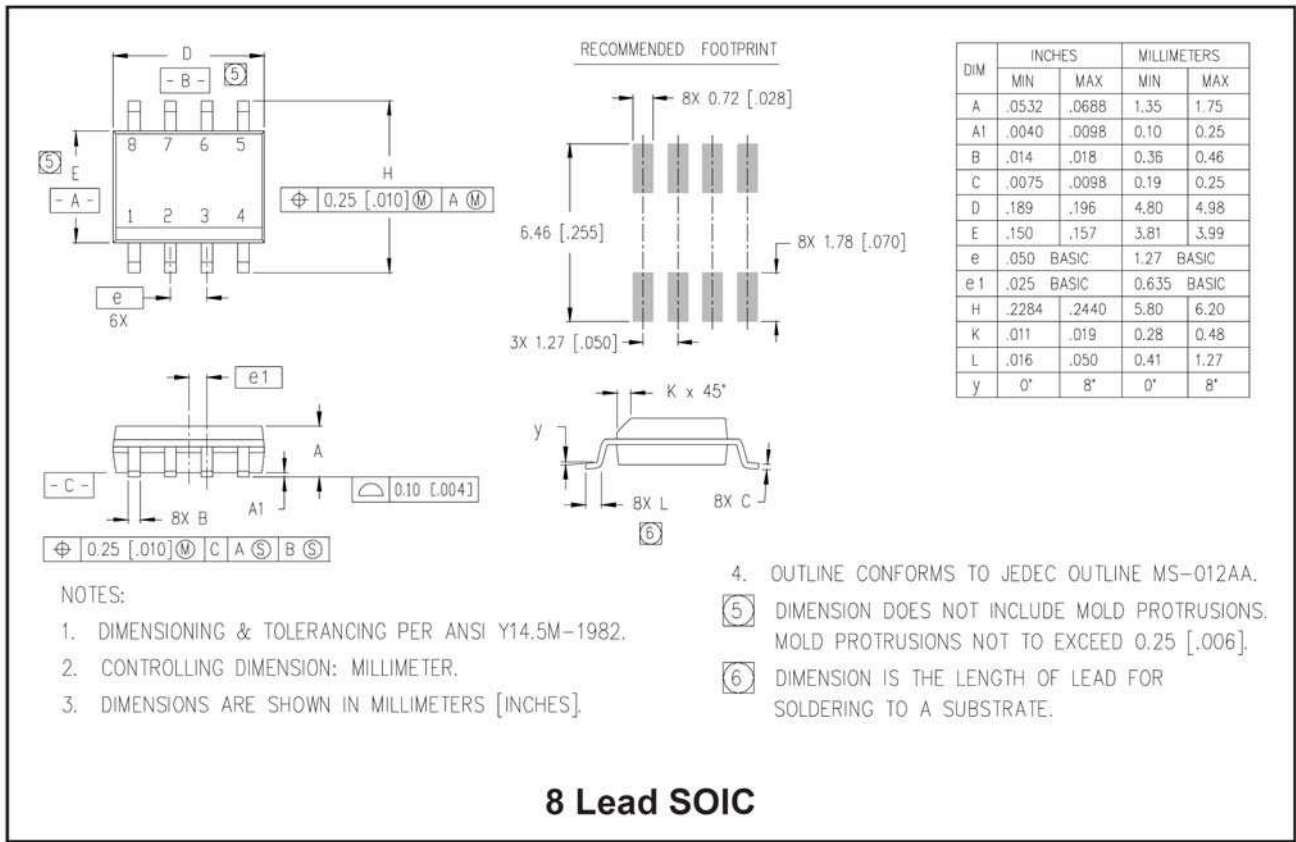 D
- B - 5
8 7 6 5
5 E
- A -
H
⌖ 0.25 [.010] Ⓜ A Ⓜ
1 2 3 4
e
6X
RECOMMENDED FOOTPRINT
8X 0.72 [.028]
6.46 [.255]
8X 1.78 [.070]
3X 1.27 [.050]
DIM INCHES MILLIMETERS
MIN MAX MIN MAX
A .0532 .0688 1.35 1.75
A1 .0040 .0098 0.10 0.25
B .014 .018 0.36 0.46
C .0075 .0098 0.19 0.25
D .189 .196 4.80 4.98
E .150 .157 3.81 3.99
e .050 BASIC 1.27 BASIC
e1 .025 BASIC 0.635 BASIC
H .2284 .2440 5.80 6.20
K .011 .019 0.28 0.48
L .016 .050 0.41 1.27
y 0° 8° 0° 8°
e1
A
- C -
A1
8X B
⌓ 0.10 [.004]
⌖ 0.25 [.010] Ⓜ C A Ⓢ B Ⓢ
K x 45°
y
8X L
6
8X C
NOTES:
1. DIMENSIONING & TOLERANCING PER ANSI Y14.5M-1982.
2. CONTROLLING DIMENSION: MILLIMETER.
3. DIMENSIONS ARE SHOWN IN MILLIMETERS [INCHES].
4. OUTLINE CONFORMS TO JEDEC OUTLINE MS-012AA.
5 DIMENSION DOES NOT INCLUDE MOLD PROTRUSIONS.
MOLD PROTRUSIONS NOT TO EXCEED 0.25 [.006].
6 DIMENSION IS THE LENGTH OF LEAD FOR
SOLDERING TO A SUBSTRATE.
8 Lead SOIC